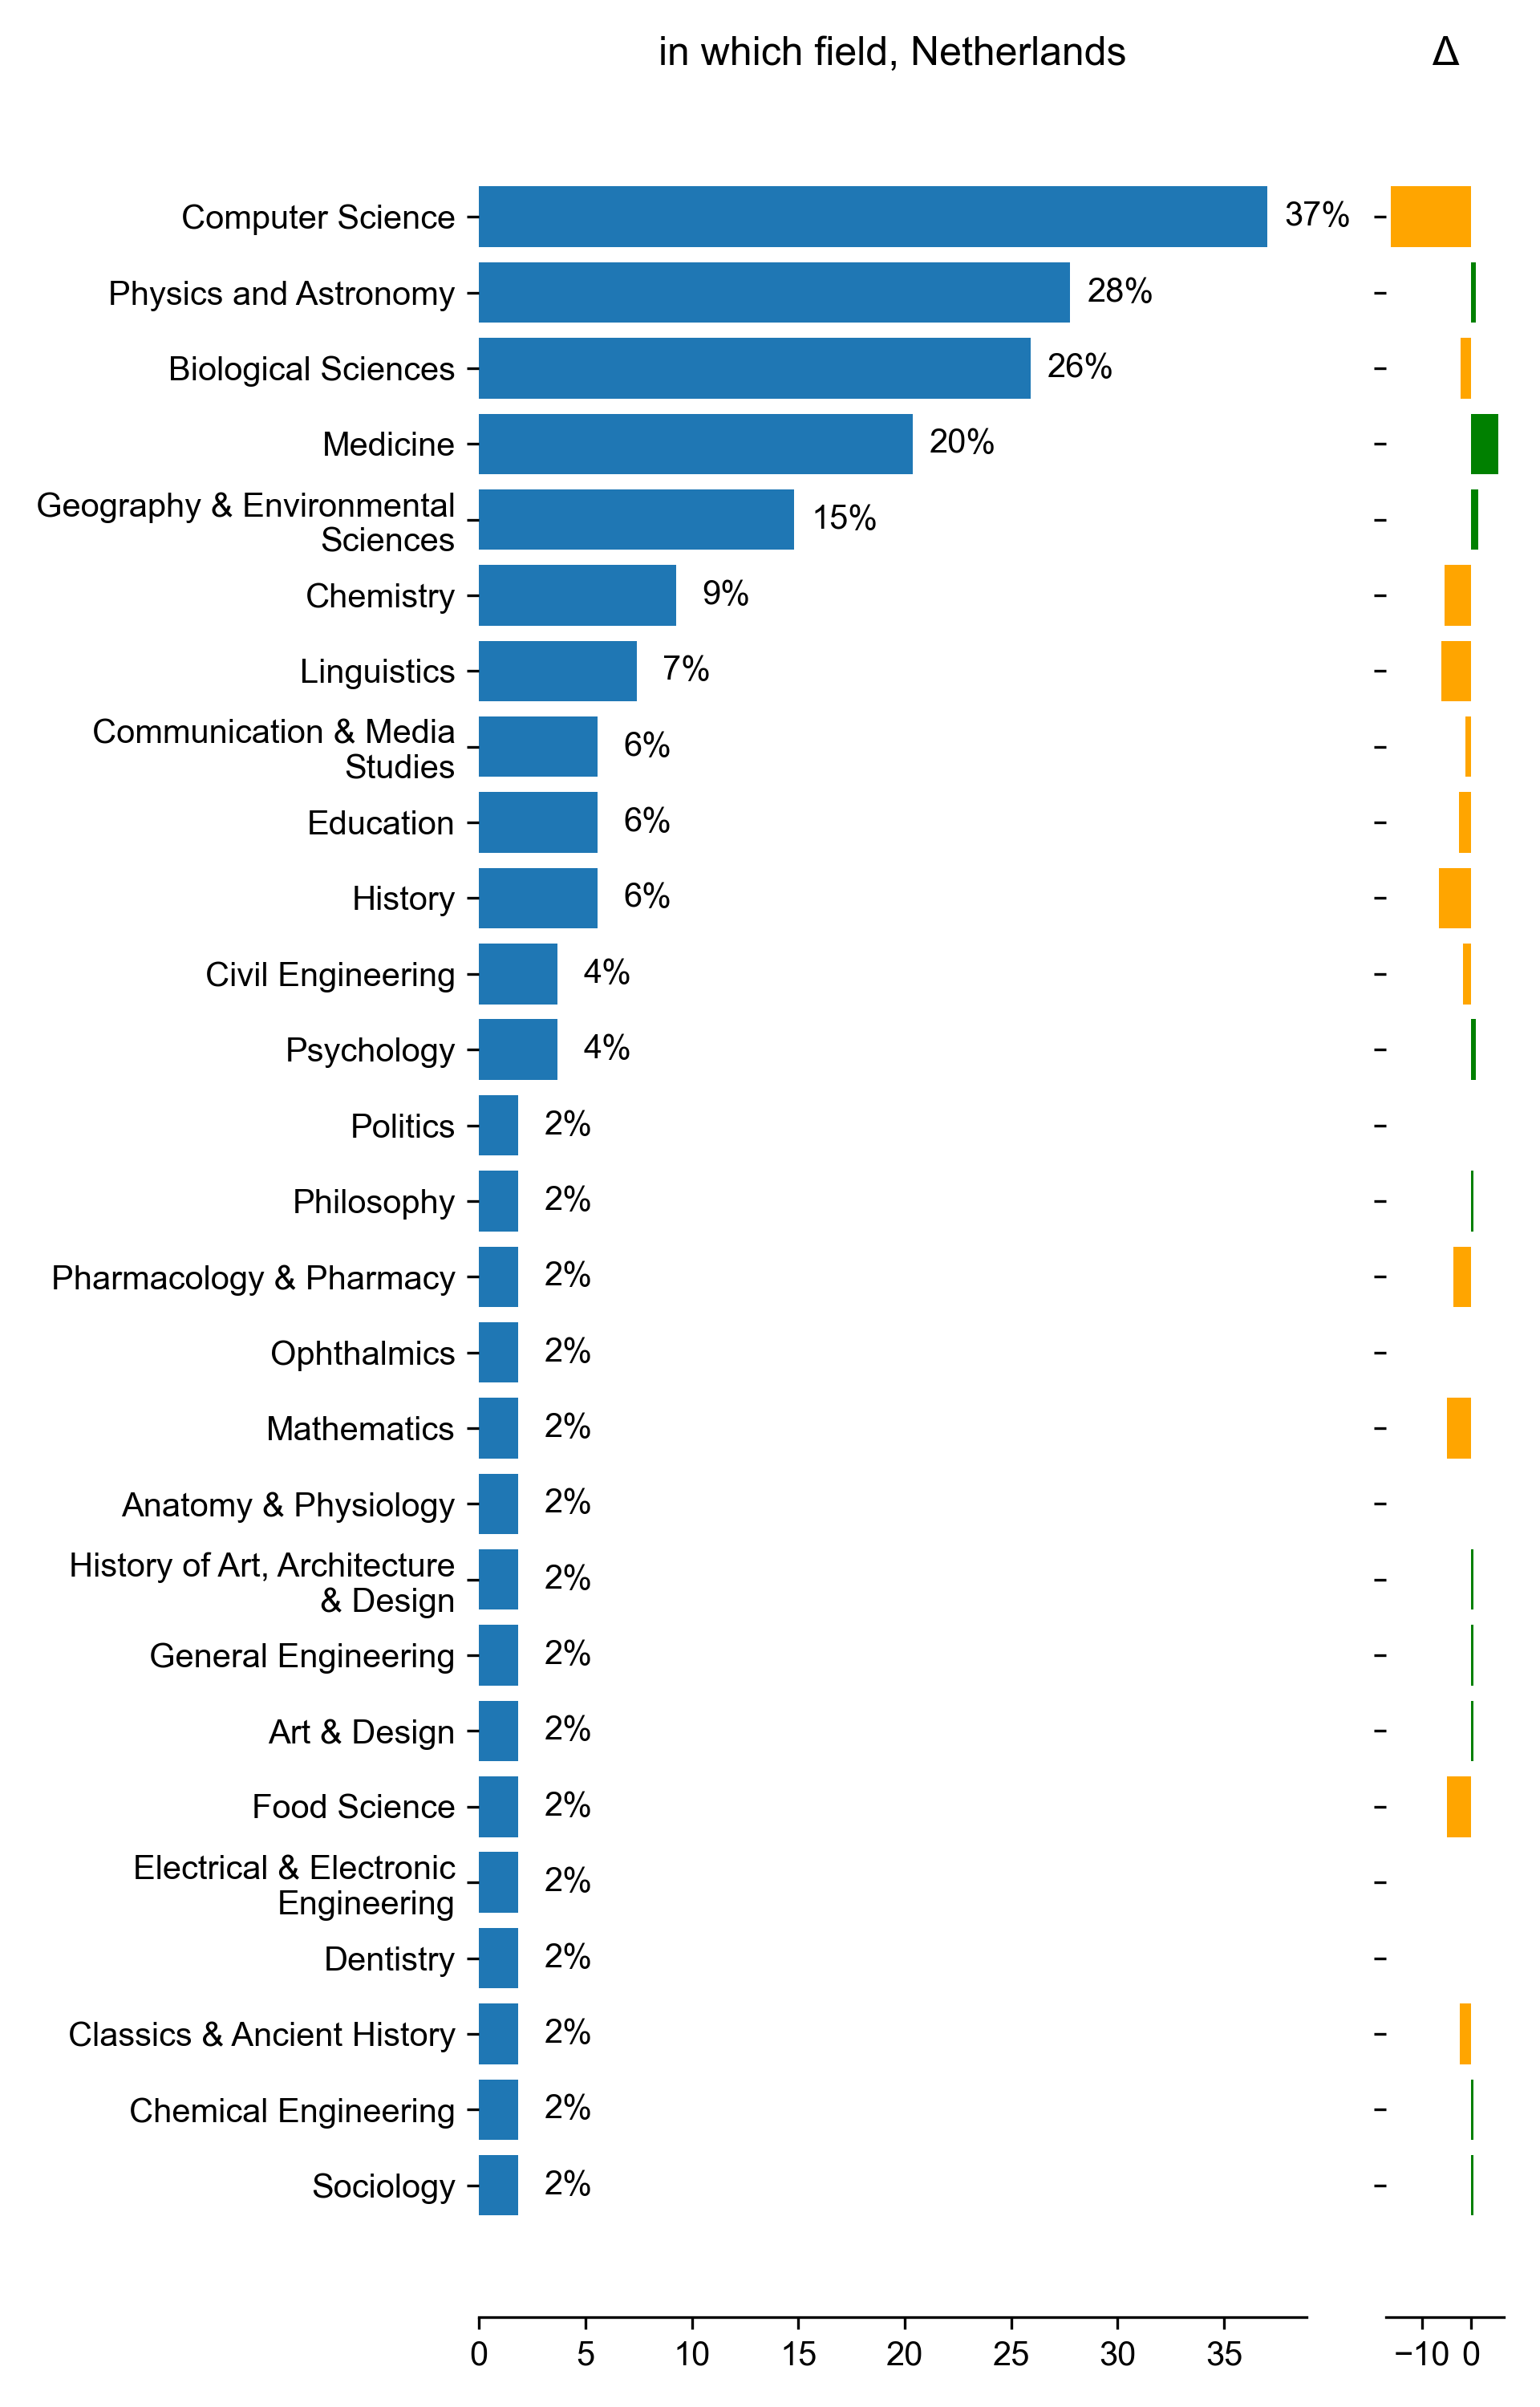 in which field, Netherlands
Δ
Computer Science
37%
Physics and Astronomy
28%
Biological Sciences
26%
Medicine
20%
Geography & Environmental
Sciences
15%
Chemistry
9%
Linguistics
7%
Communication & Media
Studies
6%
Education
6%
History
6%
Civil Engineering
4%
Psychology
4%
Politics
2%
Philosophy
2%
Pharmacology & Pharmacy
2%
Ophthalmics
2%
Mathematics
2%
Anatomy & Physiology
2%
History of Art, Architecture
& Design
2%
General Engineering
2%
Art & Design
2%
Food Science
2%
Electrical & Electronic
Engineering
2%
Dentistry
2%
Classics & Ancient History
2%
Chemical Engineering
2%
Sociology
2%
0 5 10 15 20 25 30 35
−10 0